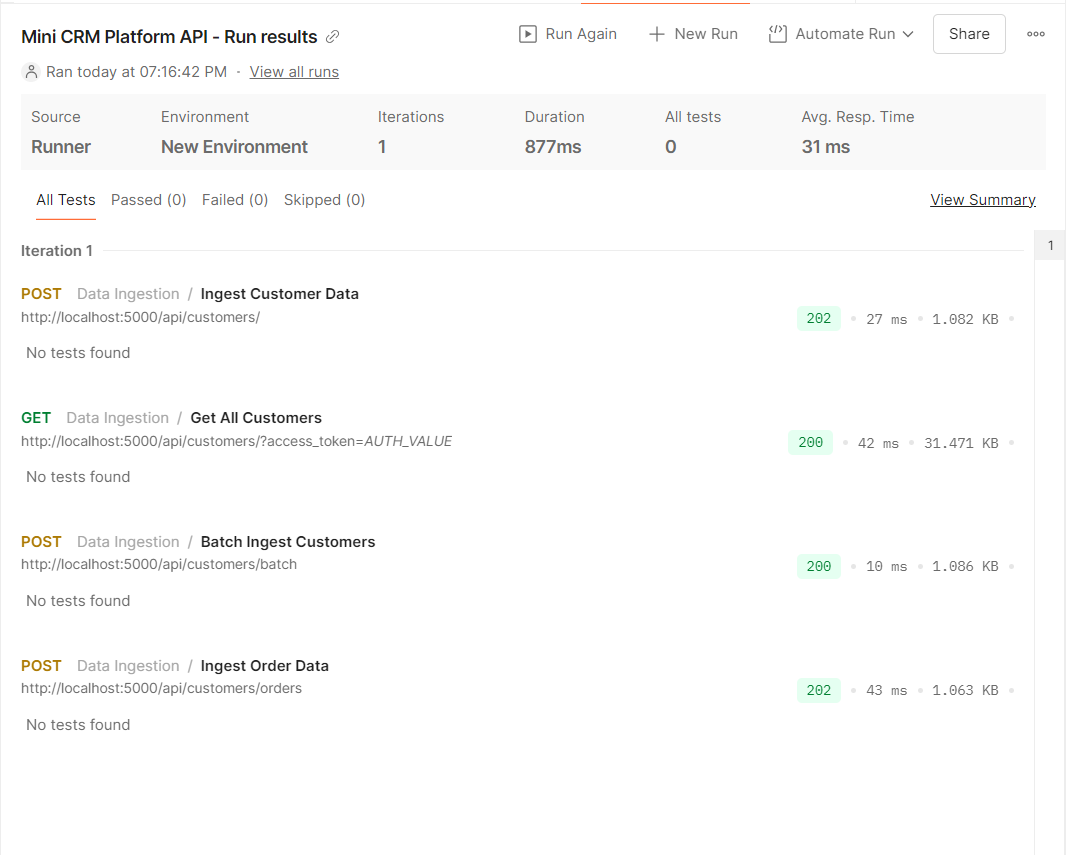 Mini CRM Platform API - Run results Run Again New Run Automate Run Share
Ran today at 07:16:42 PM · View all runs
Source Environment Iterations Duration All tests Avg. Resp. Time
Runner New Environment 1 877ms 0 31 ms
All Tests Passed (0) Failed (0) Skipped (0) View Summary
Iteration 1 1
POST Data Ingestion / Ingest Customer Data
http://localhost:5000/api/customers/ 202 27 ms 1.082 KB
No tests found
GET Data Ingestion / Get All Customers
http://localhost:5000/api/customers/?access_token=AUTH_VALUE 200 42 ms 31.471 KB
No tests found
POST Data Ingestion / Batch Ingest Customers
http://localhost:5000/api/customers/batch 200 10 ms 1.086 KB
No tests found
POST Data Ingestion / Ingest Order Data
http://localhost:5000/api/customers/orders 202 43 ms 1.063 KB
No tests found